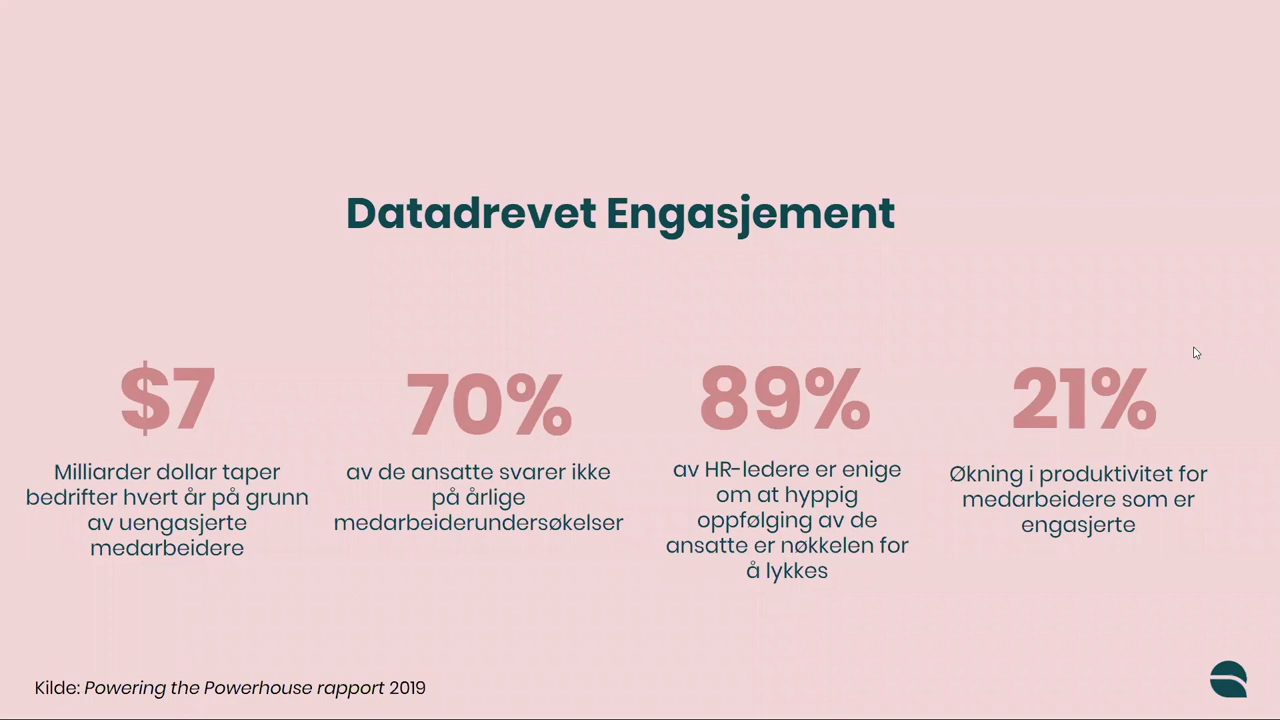 Datadrevet Engasjement
$7
Milliarder dollar taper
bedrifter hvert år på grunn
av uengasjerte
medarbeidere
70%
av de ansatte svarer ikke
på årlige
medarbeiderundersøkelser
89%
av HR-ledere er enige
om at hyppig
oppfølging av de
ansatte er nøkkelen for
å lykkes
21%
Økning i produktivitet for
medarbeidere som er
engasjerte
Kilde: Powering the Powerhouse rapport 2019